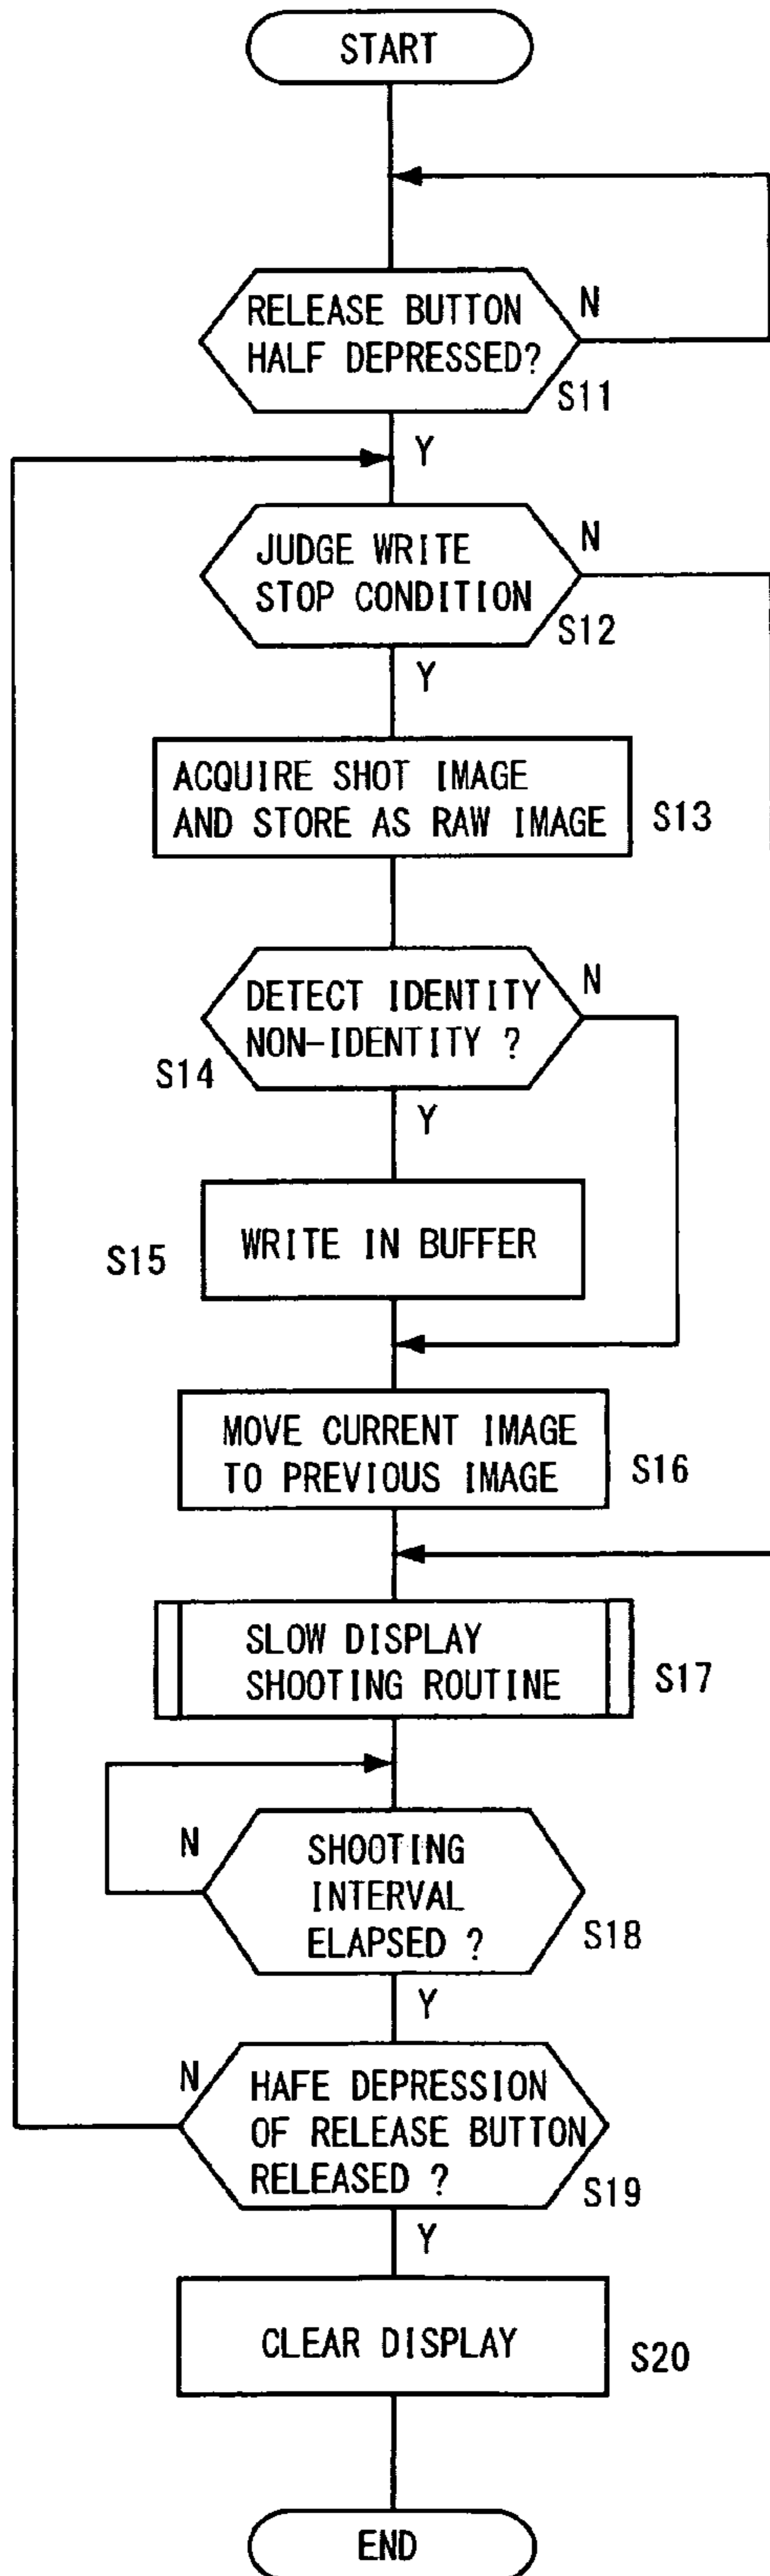 START
RELEASE BUTTON
HALF DEPRESSED?
N
S11
Y
JUDGE WRITE
STOP CONDITION
N
S12
Y
ACQUIRE SHOT IMAGE
AND STORE AS RAW IMAGE
S13
DETECT IDENTITY
NON-IDENTITY ?
N
S14
Y
WRITE IN BUFFER
S15
MOVE CURRENT IMAGE
TO PREVIOUS IMAGE
S16
SLOW DISPLAY
SHOOTING ROUTINE
S17
N
SHOOTING
INTERVAL
ELAPSED ?
S18
Y
N
HAFE DEPRESSION
OF RELEASE BUTTON
RELEASED ?
S19
Y
CLEAR DISPLAY
S20
END